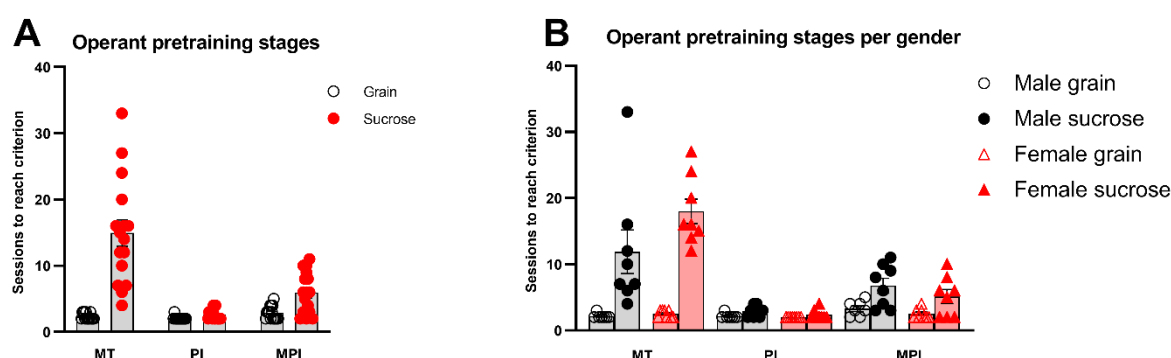 A
Operant pretraining stages
Sessions to reach criterion
40
30
20
10
0
MT
PI
MPI
Grain
Sucrose
B
Operant pretraining stages per gender
Sessions to reach criterion
40
30
20
10
0
MT
PI
MPI
Male grain
Male sucrose
Female grain
Female sucrose